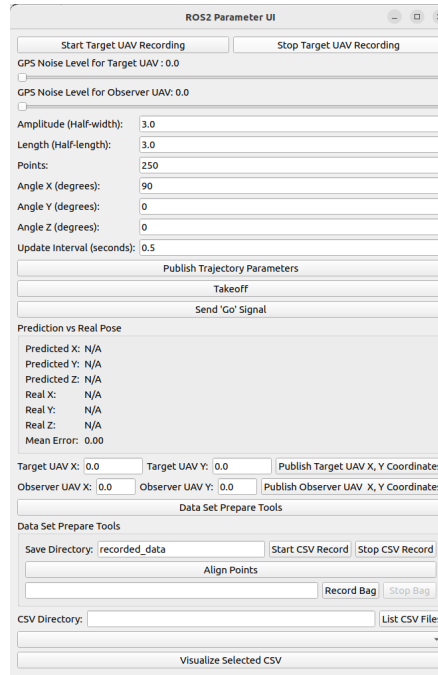 ROS2 Parameter UI
Start Target UAV Recording Stop Target UAV Recording
GPS Noise Level for Target UAV : 0.0
GPS Noise Level for Observer UAV: 0.0
Amplitude (Half-width): 3.0
Length (Half-length): 3.0
Points: 250
Angle X (degrees): 90
Angle Y (degrees): 0
Angle Z (degrees): 0
Update Interval (seconds): 0.5
Publish Trajectory Parameters
Takeoff
Send 'Go' Signal
Prediction vs Real Pose
Predicted X: N/A
Predicted Y: N/A
Predicted Z: N/A
Real X: N/A
Real Y: N/A
Real Z: N/A
Mean Error: 0.00
Target UAV X: 0.0 Target UAV Y: 0.0 Publish Target UAV X, Y Coordinates
Observer UAV X: 0.0 Observer UAV Y: 0.0 Publish Observer UAV X, Y Coordinates
Data Set Prepare Tools
Data Set Prepare Tools
Save Directory: recorded_data Start CSV Record Stop CSV Record
Align Points
Record Bag Stop Bag
CSV Directory: List CSV Files
Visualize Selected CSV